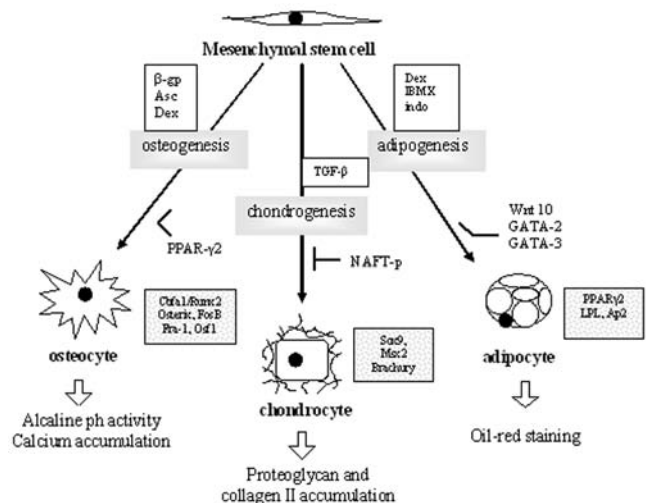 Mesenchymal stem cell
β-gp
Asc
Dex
Dex
IBMX
indo
osteogenesis
adipogenesis
TGF-β
chondrogenesis
Wnt 10
GATA-2
GATA-3
PPAR-γ2
NAFT-p
Cbfa1/Runx2
Osterix, FosB
Fra-1, Osf1
PPARγ2
LPL, Ap2
Sox9,
Msx2
Brachury
osteocyte
adipocyte
chondrocyte
Alcaline ph activity
Calcium accumulation
Oil-red staining
Proteoglycan and
collagen II accumulation